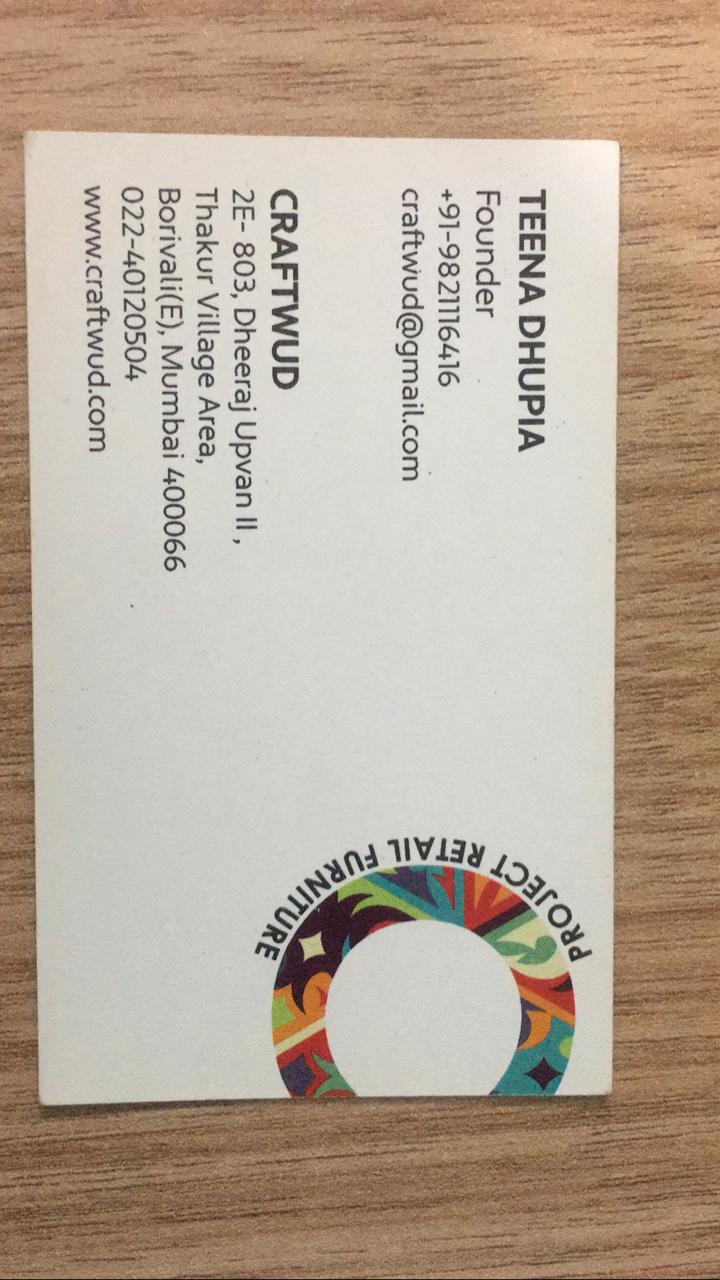 TEENA DHUPIA
Founder
+91-9821116416
craftwud@gmail.com
CRAFTWUD
2E- 803, Dheeraj Upvan II ,
Thakur Village Area,
Borivali(E), Mumbai 400066
022-40120504
www.craftwud.com
PROJECT RETAIL FURNITURE